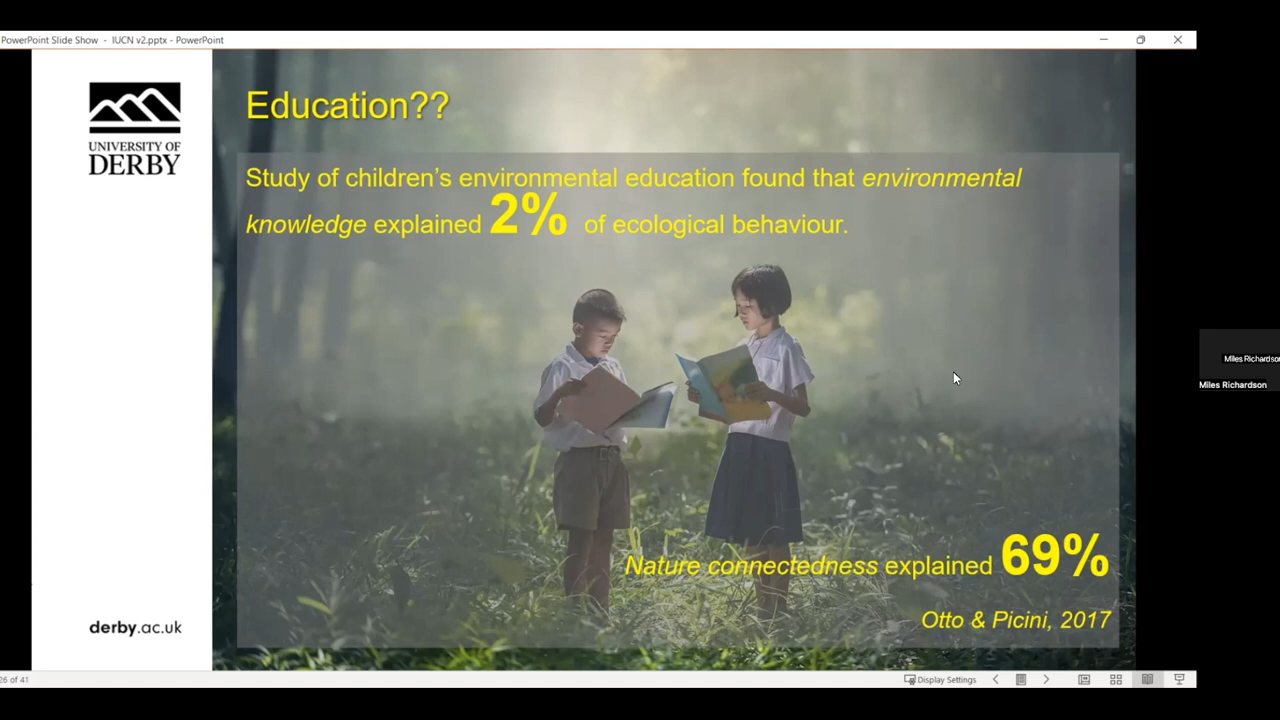 PowerPoint Slide Show - IUCN v2.pptx - PowerPoint
UNIVERSITY OF
DERBY
Education??
Study of children's environmental education found that environmental
knowledge explained 2% of ecological behaviour.
Nature connectedness explained 69%
Otto & Picini, 2017
derby.ac.uk
Miles Richardson
Miles Richardson
26 of 41
Display Settings